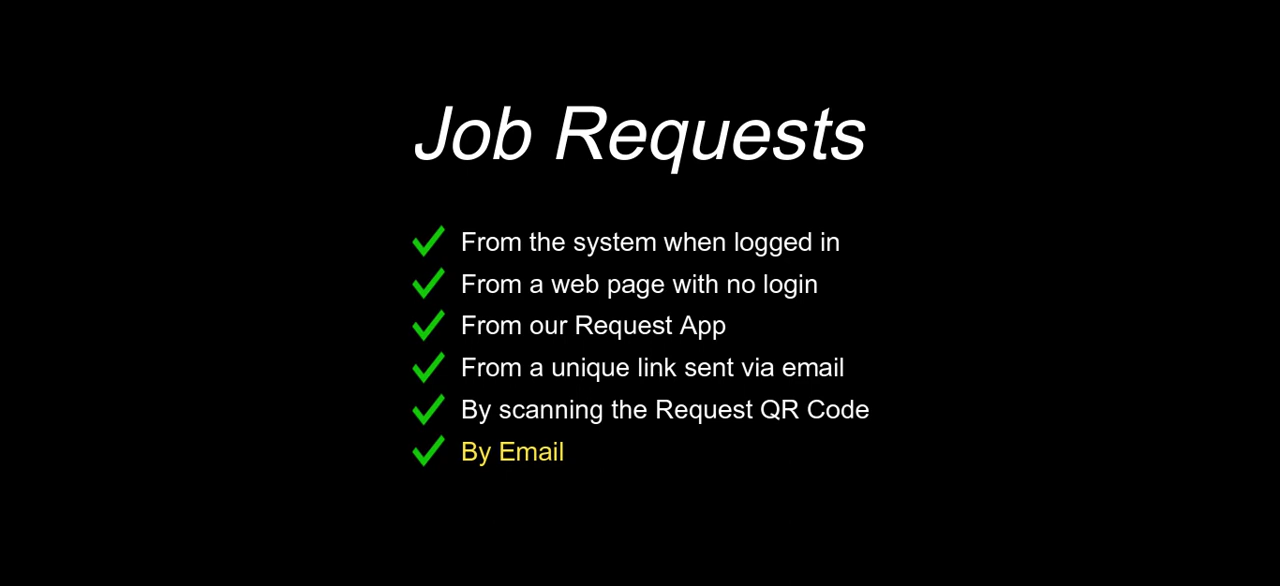 Job Requests
From the system when logged in
From a web page with no login
From our Request App
From a unique link sent via email
By scanning the Request QR Code
By Email